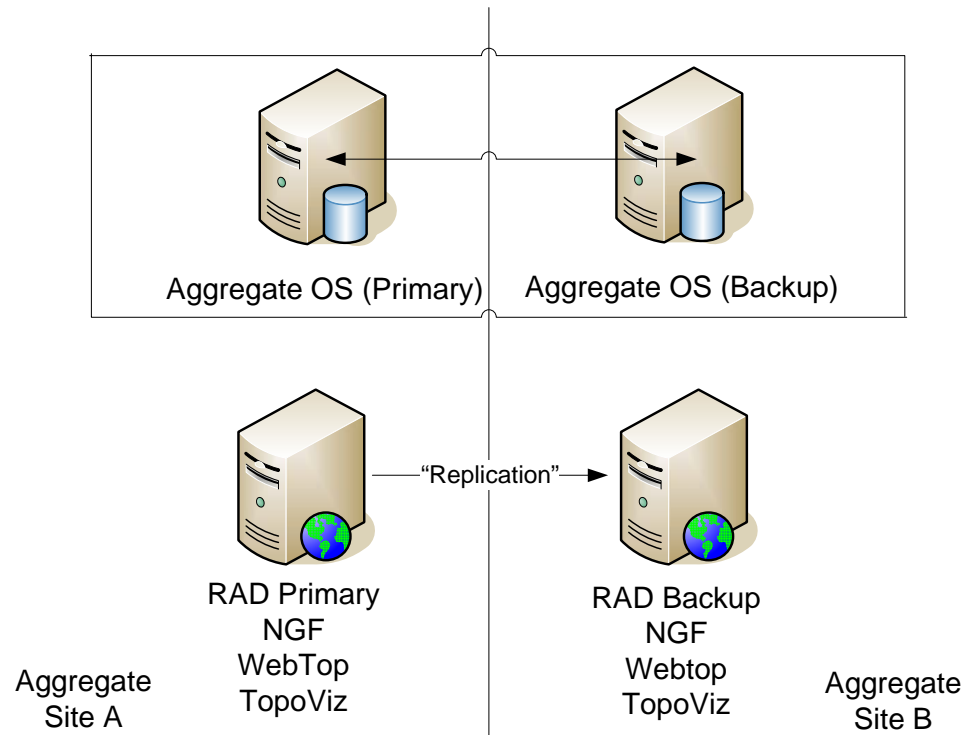 Aggregate OS (Primary)
Aggregate OS (Backup)
“Replication”
RAD Primary
NGF
WebTop
TopoViz
RAD Backup
NGF
Webtop
TopoViz
Aggregate
Site A
Aggregate
Site B